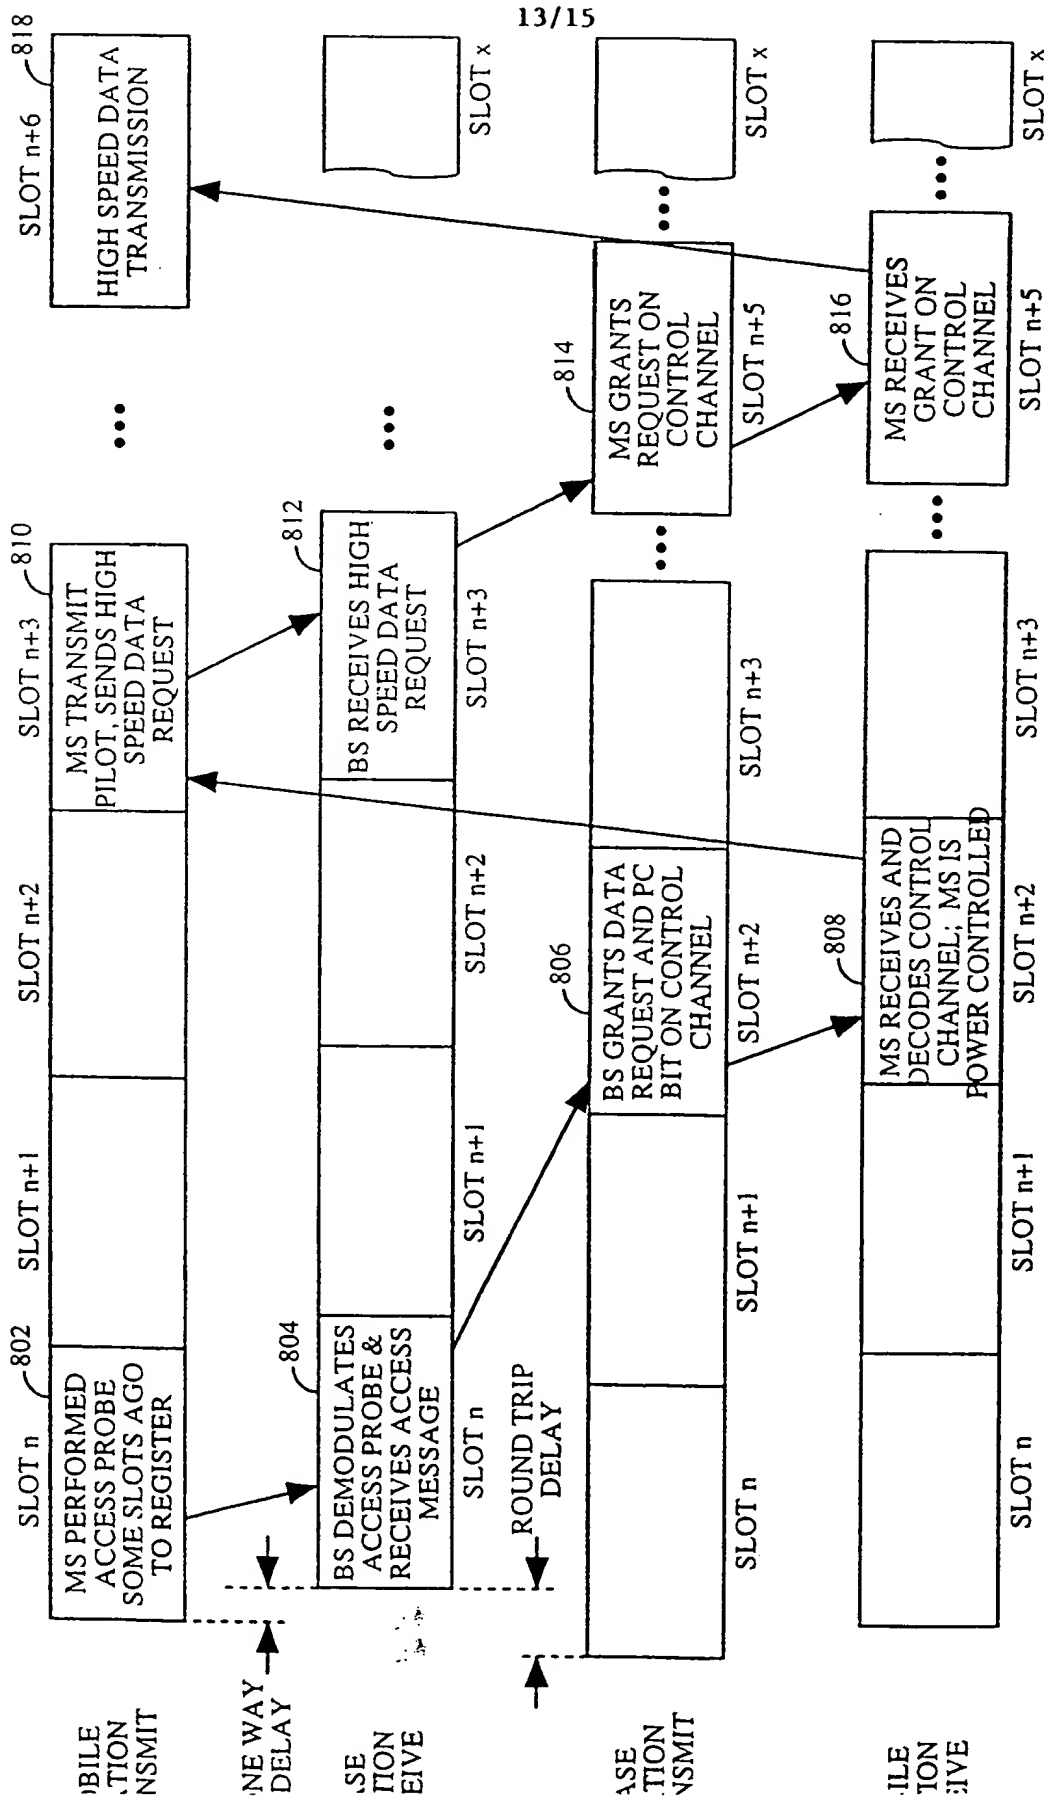 13/15
SLOT n
802
SLOT n+1
SLOT n+2
SLOT n+3
810
SLOT n+6
818
MS PERFORMED
ACCESS PROBE
SOME SLOTS AGO
TO REGISTER
MS TRANSMIT
PILOT, SENDS HIGH
SPEED DATA
REQUEST
HIGH SPEED DATA
TRANSMISSION
•••
WAY
DELAY
804
812
BS DEMODULATES
ACCESS PROBE &
RECEIVES ACCESS
MESSAGE
BS RECEIVES HIGH
SPEED DATA
REQUEST
•••
SLOT n
SLOT n+1
SLOT n+2
SLOT n+3
SLOT x
ROUND TRIP
DELAY
806
814
BS GRANTS DATA
REQUEST AND PC
BIT ON CONTROL
CHANNEL
•••
MS GRANTS
REQUEST ON
CONTROL
CHANNEL
•••
SLOT n
SLOT n+1
SLOT n+2
SLOT n+3
SLOT n+5
SLOT x
808
816
MS RECEIVES AND
DECODES CONTROL
CHANNEL; MS IS
POWER CONTROLLED
•••
MS RECEIVES
GRANT ON
CONTROL
CHANNEL
•••
SLOT n
SLOT n+1
SLOT n+2
SLOT n+3
SLOT n+5
SLOT x